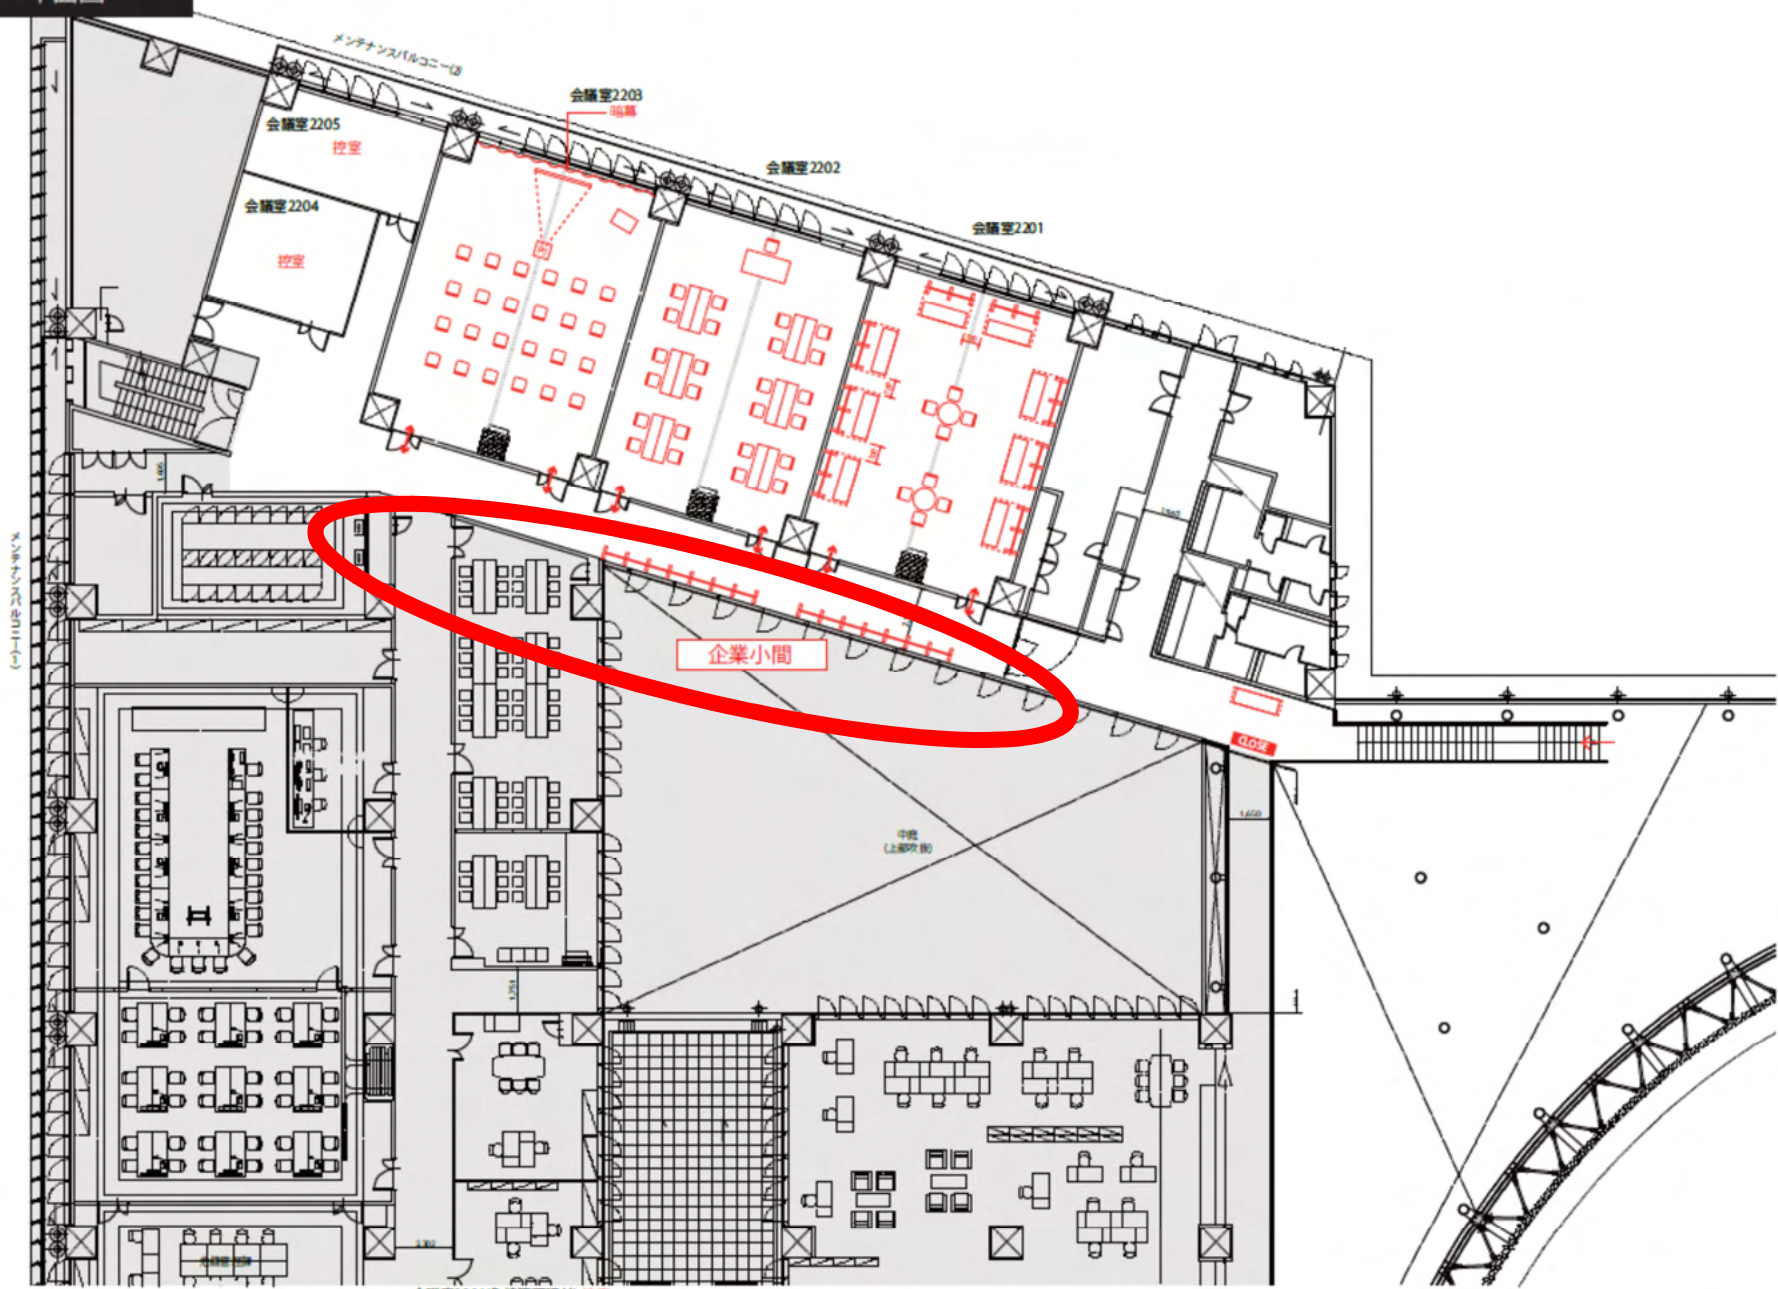 メンテナンスバルコニー(2)
会議室2203
暗幕
会議室2205
控室
会議室2202
会議室2204
控室
会議室2201
メンテナンスバルコニー(1)
企業小間
CLOSE
中庭
(上部吹抜)
1,650
1,751